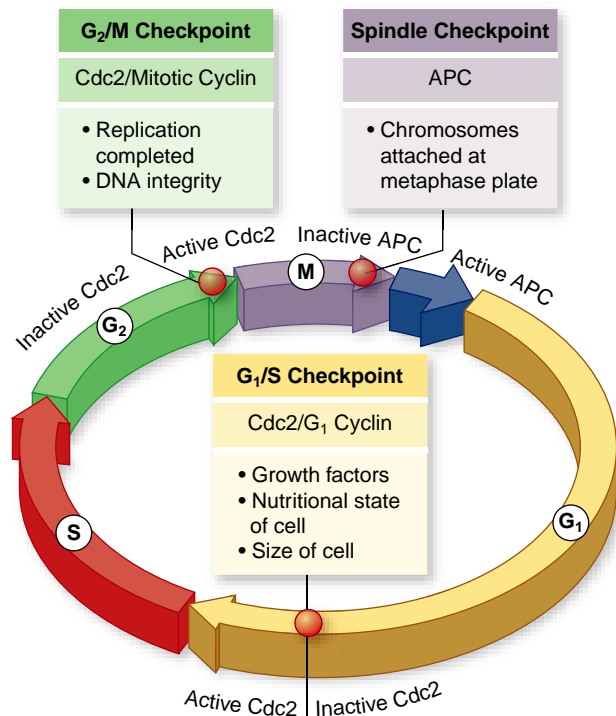 G₂/M Checkpoint
Cdc2/Mitotic Cyclin
• Replication
completed
• DNA integrity
Spindle Checkpoint
APC
• Chromosomes
attached at
metaphase plate
Inactive Cdc2
Active Cdc2
Inactive APC
Active APC
M
G₂
G₁/S Checkpoint
Cdc2/G₁ Cyclin
• Growth factors
• Nutritional state
of cell
• Size of cell
S
G₁
Active Cdc2
Inactive Cdc2